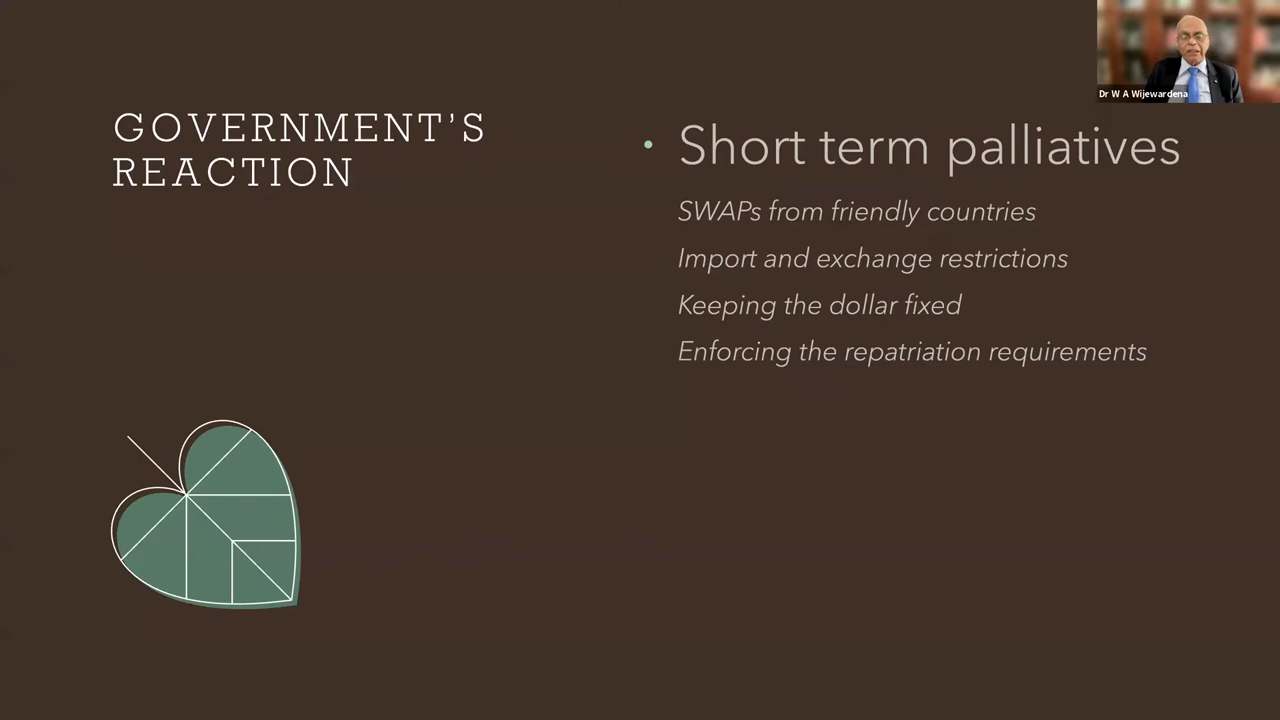 GOVERNMENT'S
REACTION
• Short term palliatives
SWAPs from friendly countries
Import and exchange restrictions
Keeping the dollar fixed
Enforcing the repatriation requirements
Dr W A Wijewardena